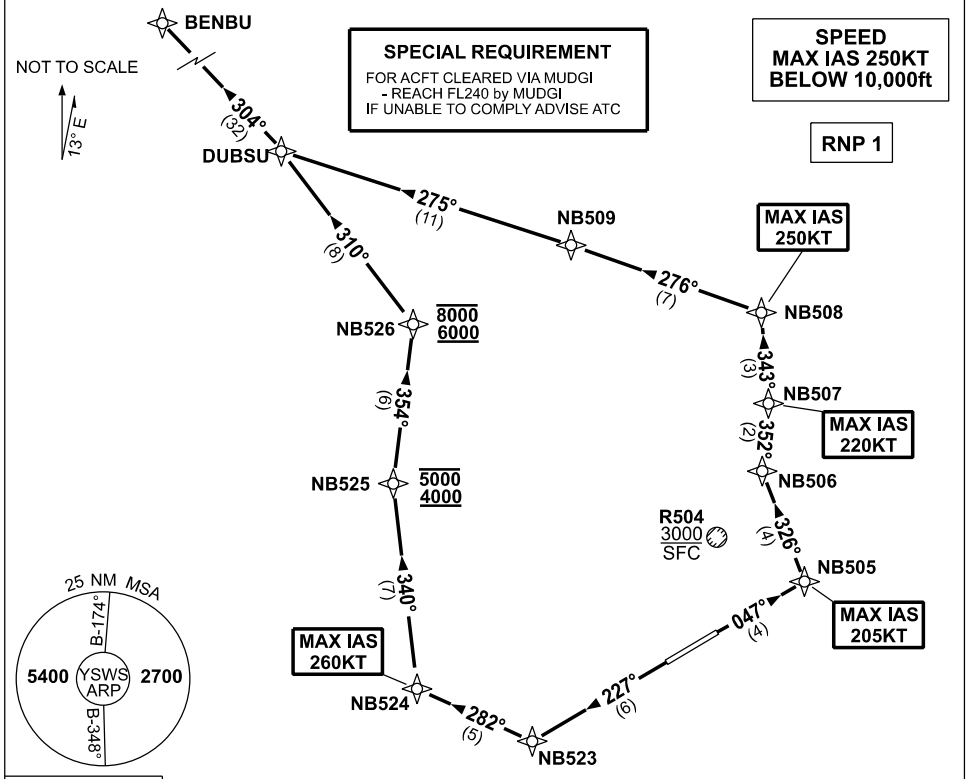 BENBU
NOT TO SCALE
13° E
SPECIAL REQUIREMENT
FOR ACFT CLEARED VIA MUDGI
- REACH FL240 by MUDGI
IF UNABLE TO COMPLY ADVISE ATC
SPEED
MAX IAS 250KT
BELOW 10,000ft
RNP 1
304°
(32)
DUBSU
275°
(11)
NB509
MAX IAS
250KT
310°
(8)
276°
(7)
NB508
NB526
8000
6000
343°
(3)
NB507
MAX IAS
220KT
354°
(6)
352°
(2)
NB506
NB525
5000
4000
R504
3000
SFC
326°
(4)
NB505
MAX IAS
205KT
340°
(7)
047°
(4)
25 NM MSA
B-174°
5400
YSWS
ARP
2700
B-348°
MAX IAS
260KT
NB524
227°
(6)
282°
(5)
NB523